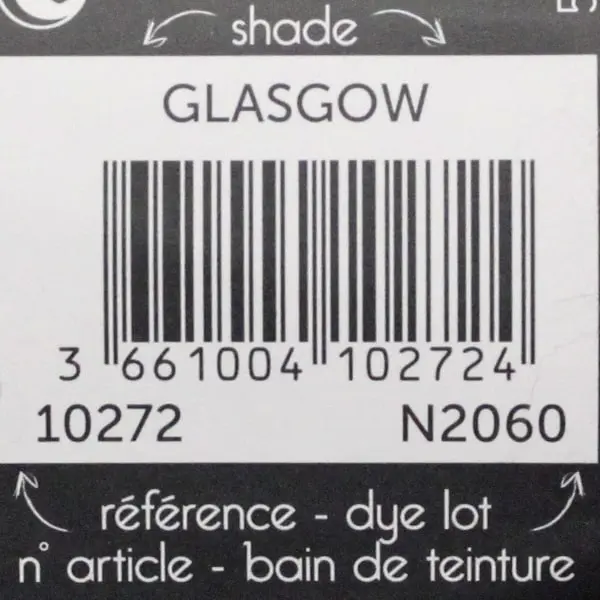 shade
GLASGOW
3 661004 102724
10272 N2060
référence - dye lot
n° article - bain de teinture